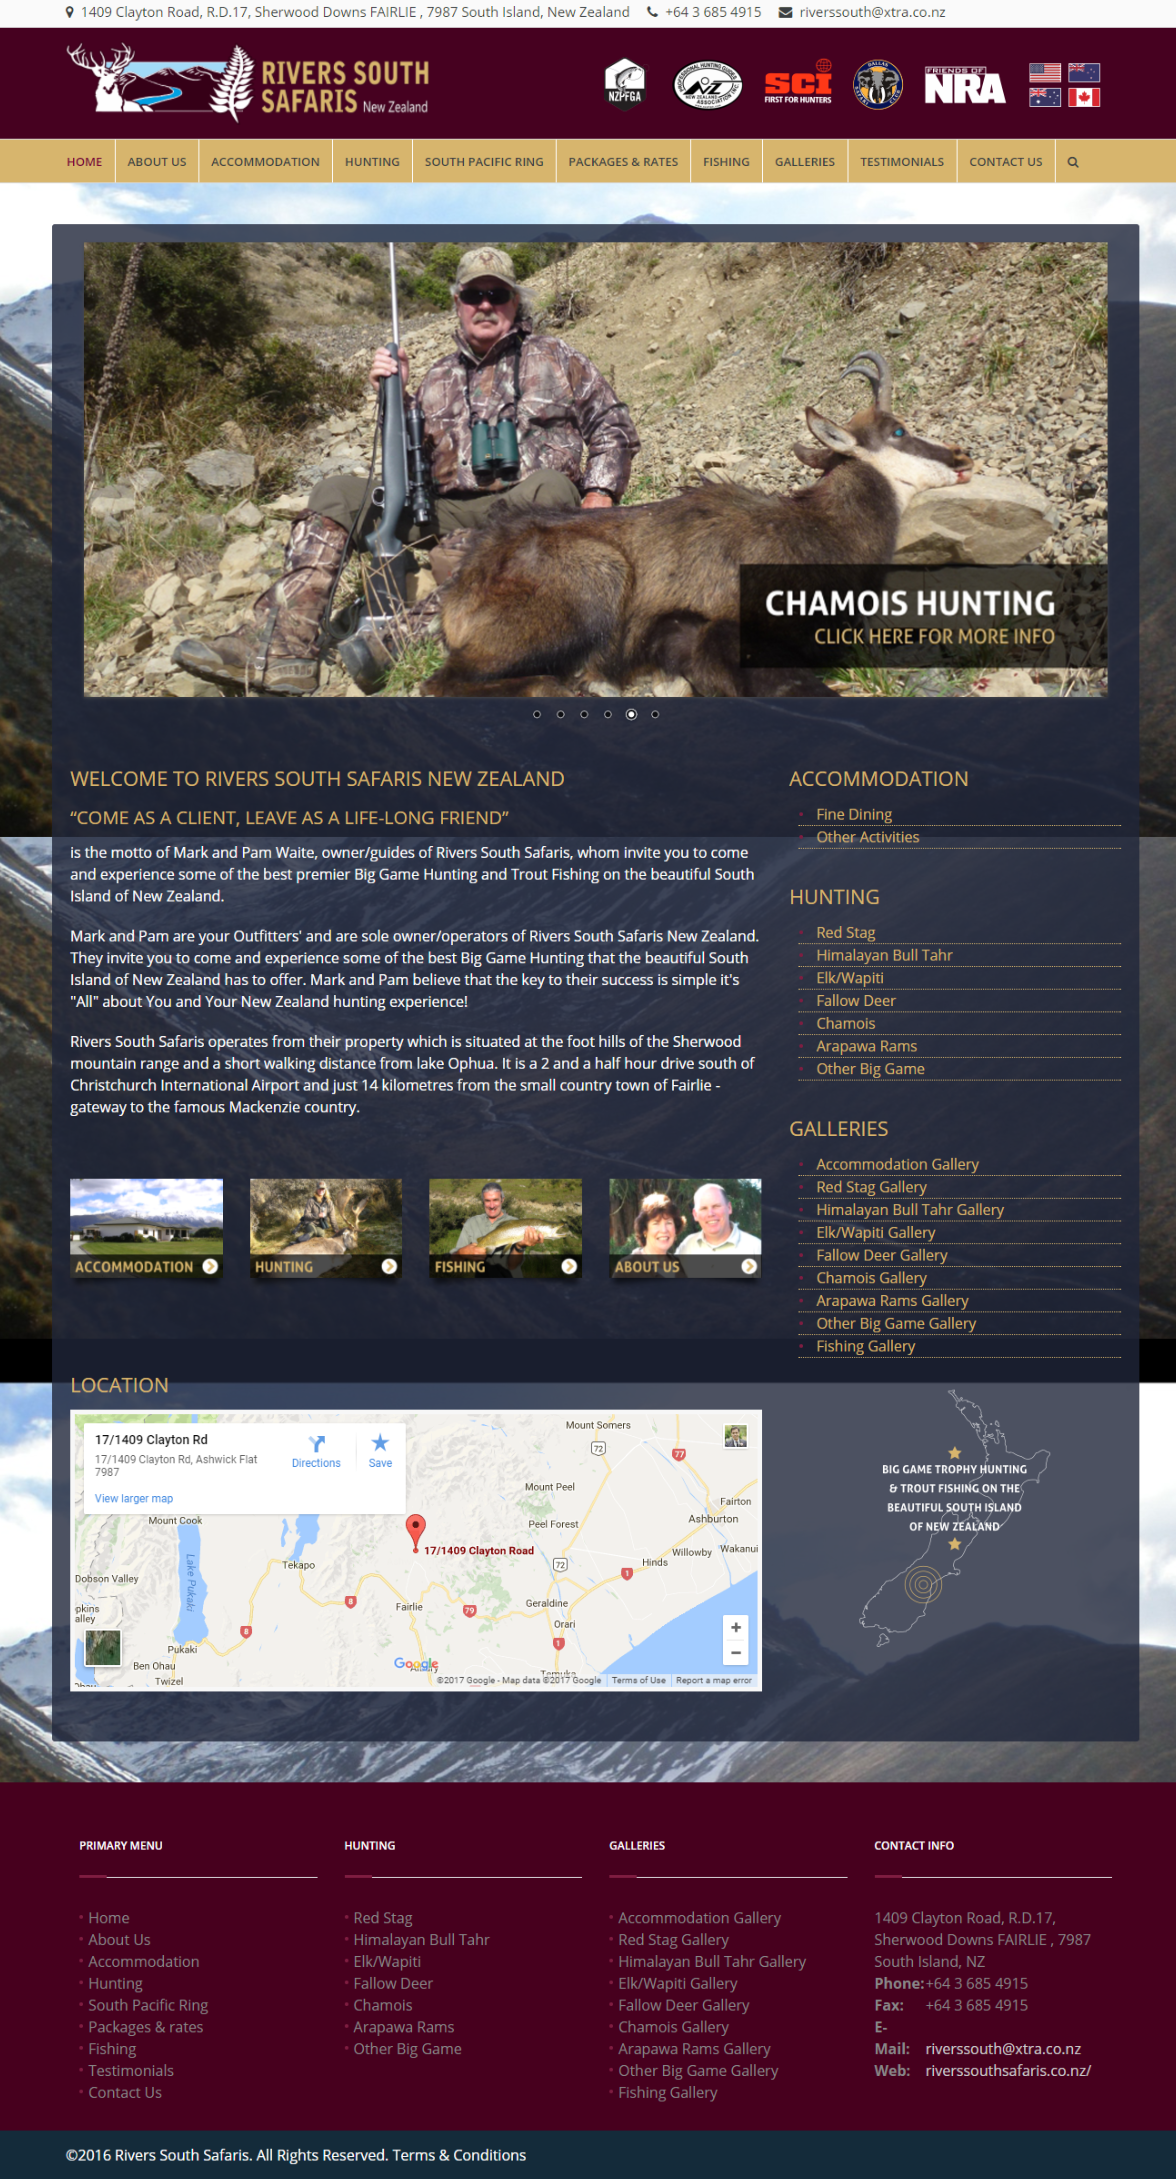 1409 Clayton Road, R.D.17, Sherwood Downs FAIRLIE , 7987 South Island, New Zealand +64 3 685 4915 riverssouth@xtra.co.nz
RIVERS SOUTH
SAFARIS New Zealand
NZPFGA
PROFESSIONAL HUNTING GUIDES
NZ
NEW ZEALAND
ASSOCIATION INC
SCI
FIRST FOR HUNTERS
DALLAS
SAFARI CLUB
FRIENDS OF
NRA
HOME ABOUT US ACCOMMODATION HUNTING SOUTH PACIFIC RING PACKAGES & RATES FISHING GALLERIES TESTIMONIALS CONTACT US
CHAMOIS HUNTING
CLICK HERE FOR MORE INFO
WELCOME TO RIVERS SOUTH SAFARIS NEW ZEALAND
“COME AS A CLIENT, LEAVE AS A LIFE-LONG FRIEND”
is the motto of Mark and Pam Waite, owner/guides of Rivers South Safaris, whom invite you to come
and experience some of the best premier Big Game Hunting and Trout Fishing on the beautiful South
Island of New Zealand.
Mark and Pam are your Outfitters' and are sole owner/operators of Rivers South Safaris New Zealand.
They invite you to come and experience some of the best Big Game Hunting that the beautiful South
Island of New Zealand has to offer. Mark and Pam believe that the key to their success is simple it's
"All" about You and Your New Zealand hunting experience!
Rivers South Safaris operates from their property which is situated at the foot hills of the Sherwood
mountain range and a short walking distance from lake Ophua. It is a 2 and a half hour drive south of
Christchurch International Airport and just 14 kilometres from the small country town of Fairlie -
gateway to the famous Mackenzie country.
ACCOMMODATION
HUNTING
FISHING
ABOUT US
ACCOMMODATION
Fine Dining
Other Activities
HUNTING
Red Stag
Himalayan Bull Tahr
Elk/Wapiti
Fallow Deer
Chamois
Arapawa Rams
Other Big Game
GALLERIES
Accommodation Gallery
Red Stag Gallery
Himalayan Bull Tahr Gallery
Elk/Wapiti Gallery
Fallow Deer Gallery
Chamois Gallery
Arapawa Rams Gallery
Other Big Game Gallery
Fishing Gallery
LOCATION
17/1409 Clayton Rd
17/1409 Clayton Rd, Ashwick Flat
7987
Directions
Save
View larger map
Mount Somers
72
77
Mount Peel
Fairton
Mount Cook
Peel Forest
Ashburton
17/1409 Clayton Road
Willowby
Wakanui
Lake Pukaki
Tekapo
72
Hinds
1
Dobson Valley
8
Fairlie
79
Geraldine
Orari
1
8
Pukaki
Ben Ohau
Twizel
Google
Temuka
+
−
©2017 Google - Map data ©2017 Google Terms of Use Report a map error
BIG GAME TROPHY HUNTING
& TROUT FISHING ON THE
BEAUTIFUL SOUTH ISLAND
OF NEW ZEALAND
PRIMARY MENU
Home
About Us
Accommodation
Hunting
South Pacific Ring
Packages & rates
Fishing
Testimonials
Contact Us
HUNTING
Red Stag
Himalayan Bull Tahr
Elk/Wapiti
Fallow Deer
Chamois
Arapawa Rams
Other Big Game
GALLERIES
Accommodation Gallery
Red Stag Gallery
Himalayan Bull Tahr Gallery
Elk/Wapiti Gallery
Fallow Deer Gallery
Chamois Gallery
Arapawa Rams Gallery
Other Big Game Gallery
Fishing Gallery
CONTACT INFO
1409 Clayton Road, R.D.17,
Sherwood Downs FAIRLIE , 7987
South Island, NZ
Phone: +64 3 685 4915
Fax: +64 3 685 4915
E-
Mail: riverssouth@xtra.co.nz
Web: riverssouthsafaris.co.nz/
©2016 Rivers South Safaris. All Rights Reserved. Terms & Conditions